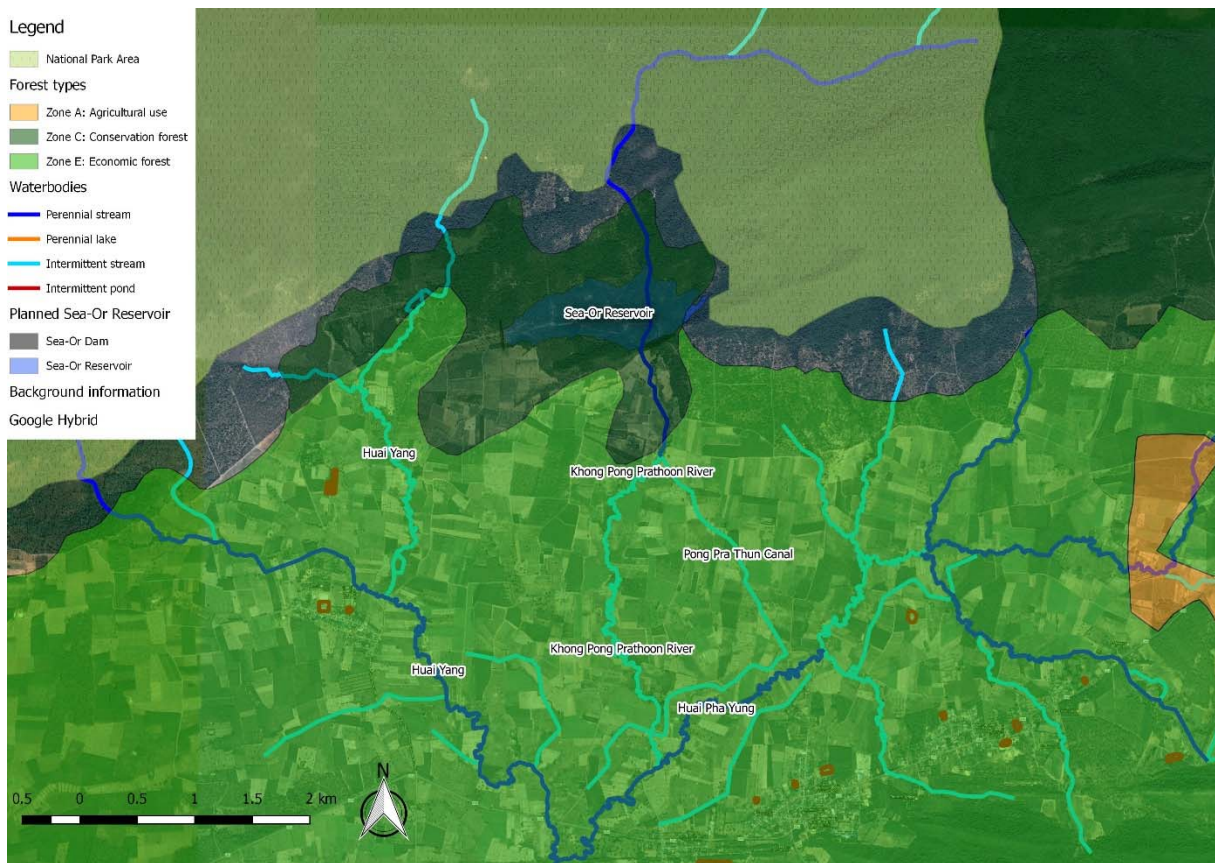 Legend
National Park Area
Forest types
Zone A: Agricultural use
Zone C: Conservation forest
Zone E: Economic forest
Waterbodies
Perennial stream
Perennial lake
Intermittent stream
Intermittent pond
Planned Sea-Or Reservoir
Sea-Or Dam
Sea-Or Reservoir
Background information
Google Hybrid
Sea-Or Reservoir
Huai Yang
Khong Pong Prathoon River
Pong Pra Thun Canal
Khong Pong Prathoon River
Huai Yang
Huai Pha Yung
N
0.5 0 0.5 1 1.5 2 km